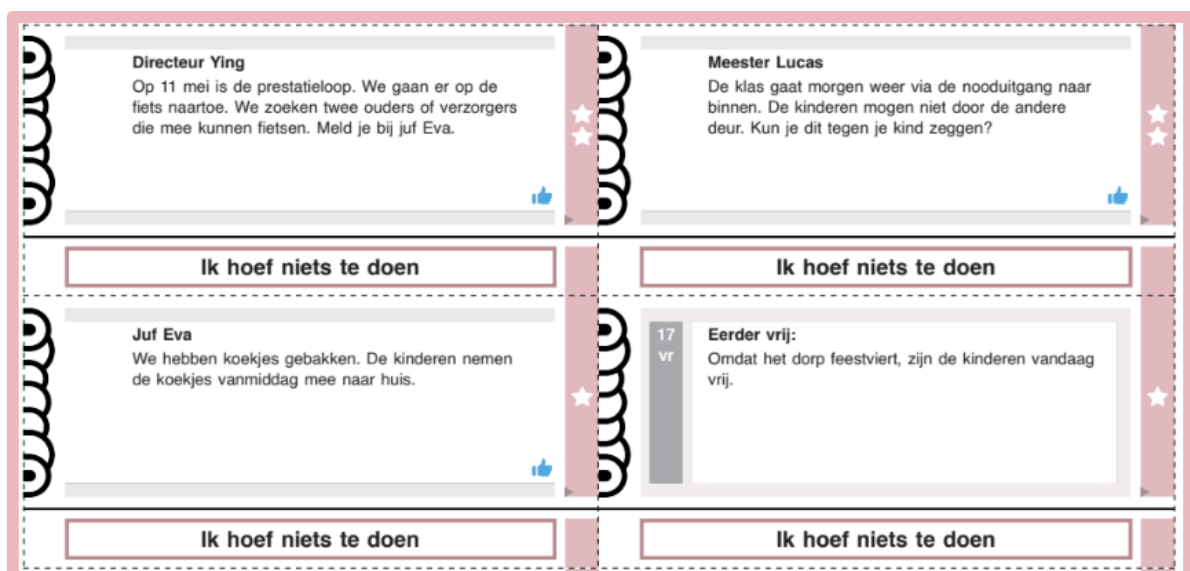 Directeur Ying
Op 11 mei is de prestatieloop. We gaan er op de
fiets naartoe. We zoeken twee ouders of verzorgers
die mee kunnen fietsen. Meld je bij juf Eva.
Ik hoef niets te doen
Meester Lucas
De klas gaat morgen weer via de nooduitgang naar
binnen. De kinderen mogen niet door de andere
deur. Kun je dit tegen je kind zeggen?
Ik hoef niets te doen
Juf Eva
We hebben koekjes gebakken. De kinderen nemen
de koekjes vanmiddag mee naar huis.
Ik hoef niets te doen
17
vr
Eerder vrij:
Omdat het dorp feestviert, zijn de kinderen vandaag
vrij.
Ik hoef niets te doen